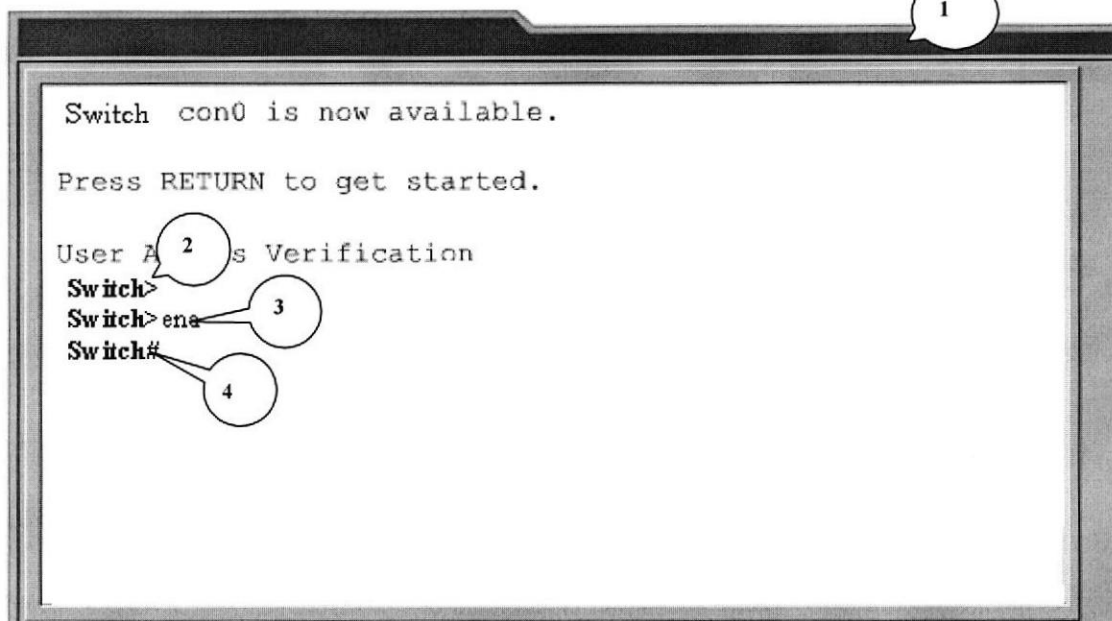 1
Switch con0 is now available.
Press RETURN to get started.
User A s Verification
2
Switch>
Switch>ena
3
Switch#
4